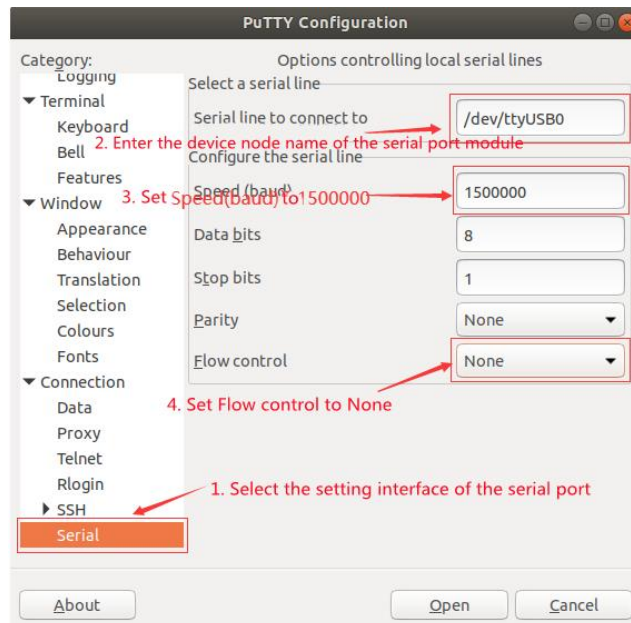 PuTTY Configuration
Category:
Options controlling local serial lines
Logging
Terminal
Keyboard
Bell
Features
Window
Appearance
Behaviour
Translation
Selection
Colours
Fonts
Connection
Data
Proxy
Telnet
Rlogin
SSH
Serial
Select a serial line
Serial line to connect to
/dev/ttyUSB0
2. Enter the device node name of the serial port module
Configure the serial line
Speed (baud)
1500000
3. Set Speed(baud) to1500000
Data bits
8
Stop bits
1
Parity
None
Flow control
None
4. Set Flow control to None
1. Select the setting interface of the serial port
About
Open
Cancel